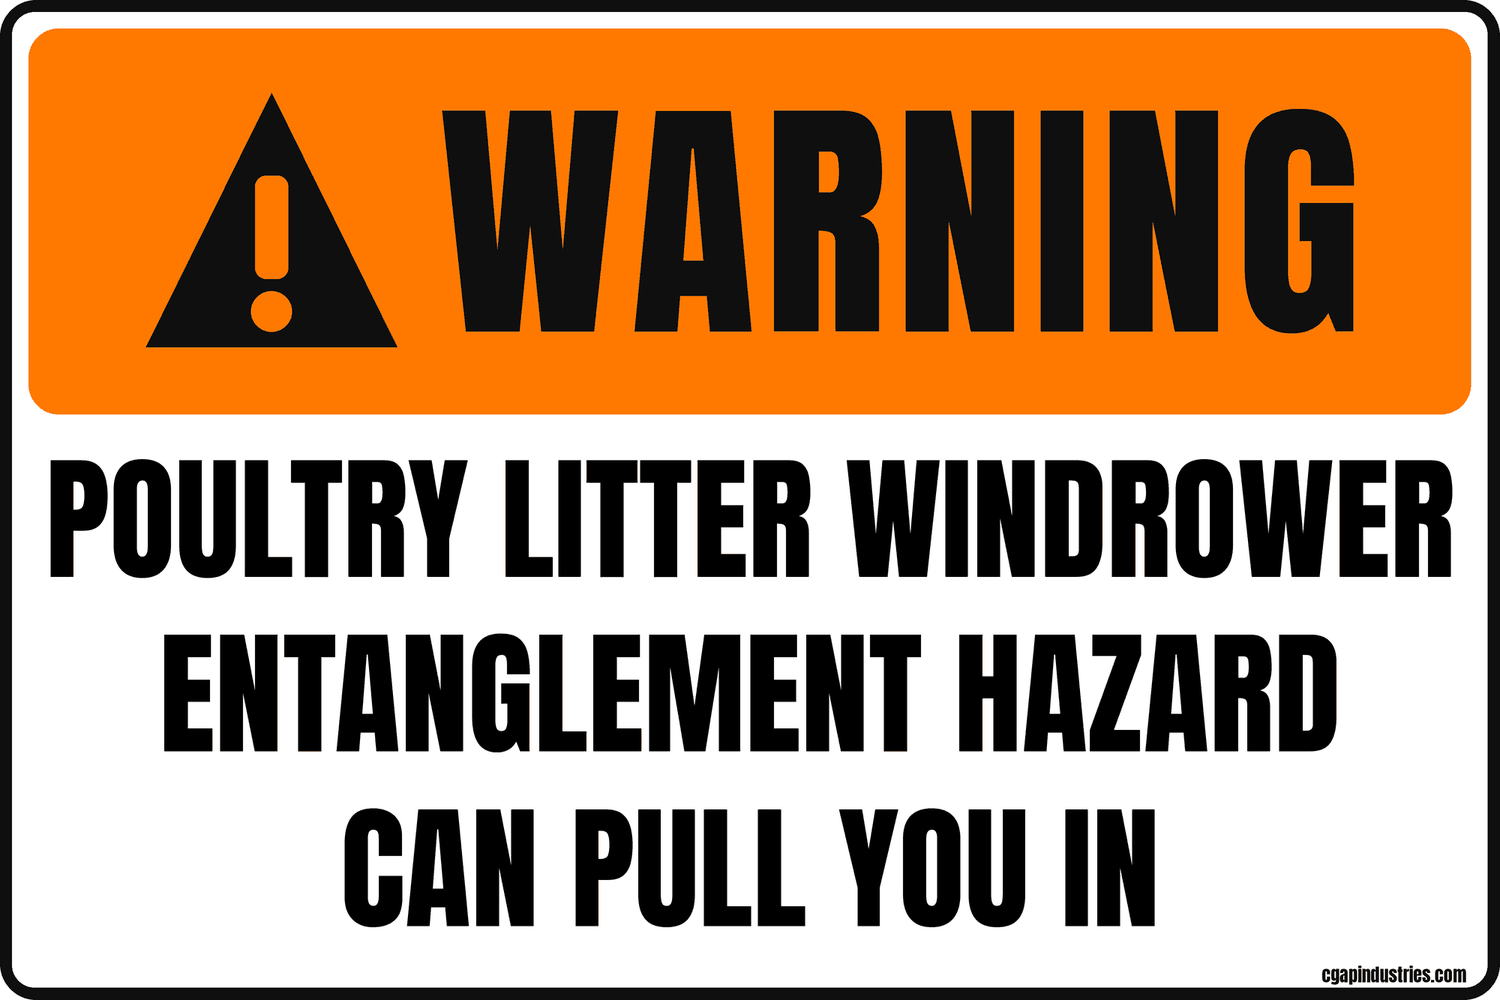 WARNING
POULTRY LITTER WINDROWER
ENTANGLEMENT HAZARD
CAN PULL YOU IN
cgapindustries.com